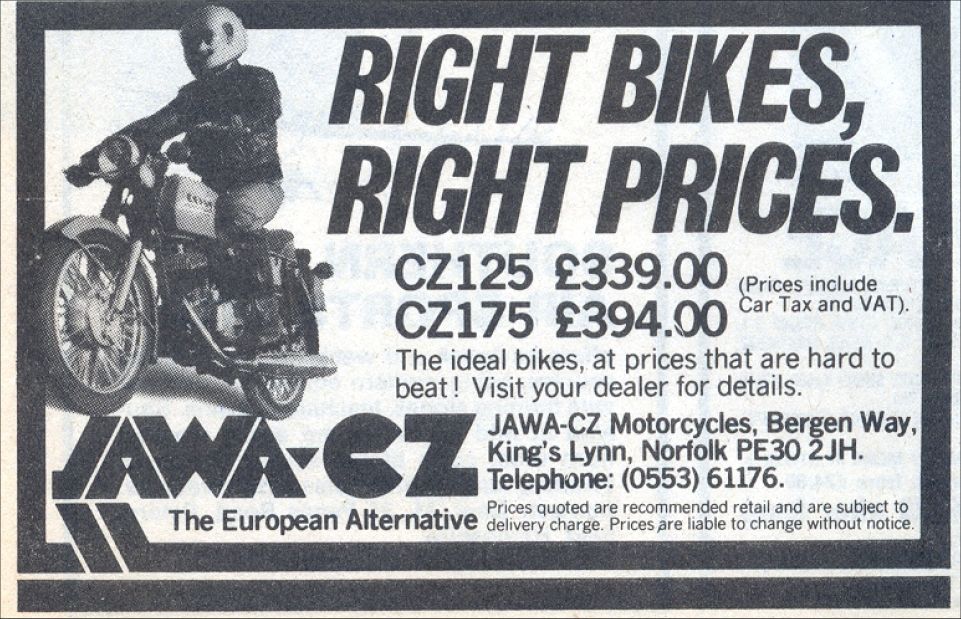 RIGHT BIKES,
RIGHT PRICES.
CZ125 £339.00
CZ175 £394.00
(Prices include
Car Tax and VAT).
The ideal bikes, at prices that are hard to
beat! Visit your dealer for details.
JAWA-CZ
The European Alternative
JAWA-CZ Motorcycles, Bergen Way,
King's Lynn, Norfolk PE30 2JH.
Telephone: (0553) 61176.
Prices quoted are recommended retail and are subject to
delivery charge. Prices are liable to change without notice.